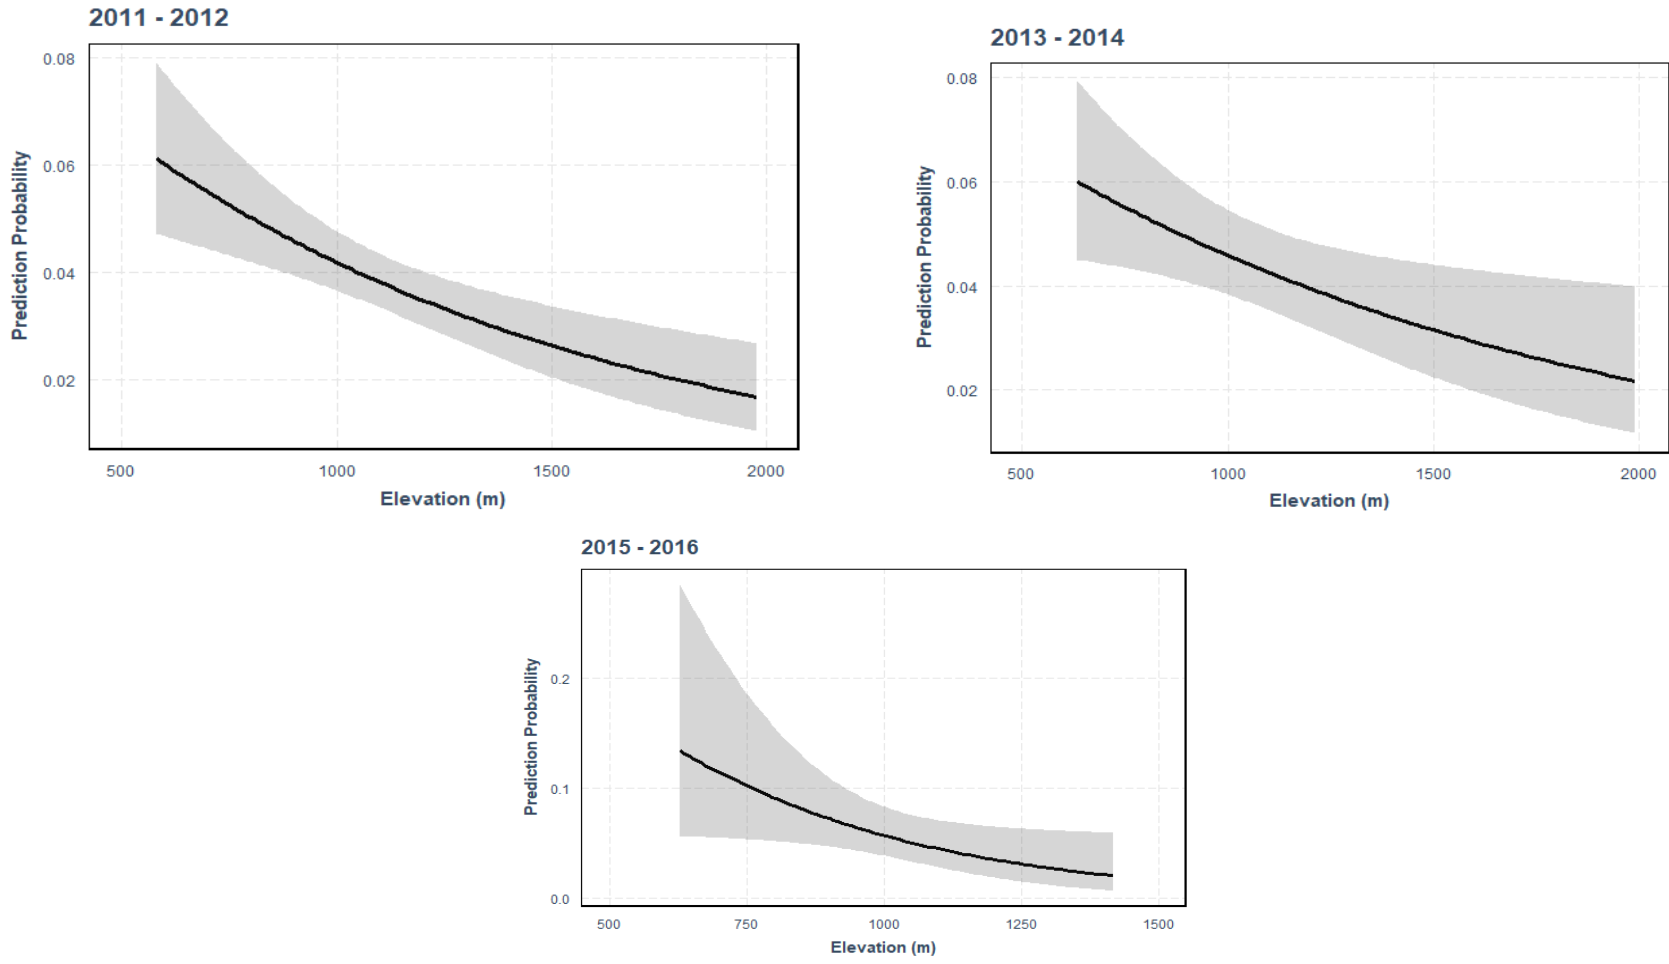 2011 - 2012
0.08
0.06
0.04
0.02
Prediction Probability
500 1000 1500 2000
Elevation (m)
2013 - 2014
0.08
0.06
0.04
0.02
Prediction Probability
500 1000 1500 2000
Elevation (m)
2015 - 2016
0.2
0.1
0.0
Prediction Probability
500 750 1000 1250 1500
Elevation (m)